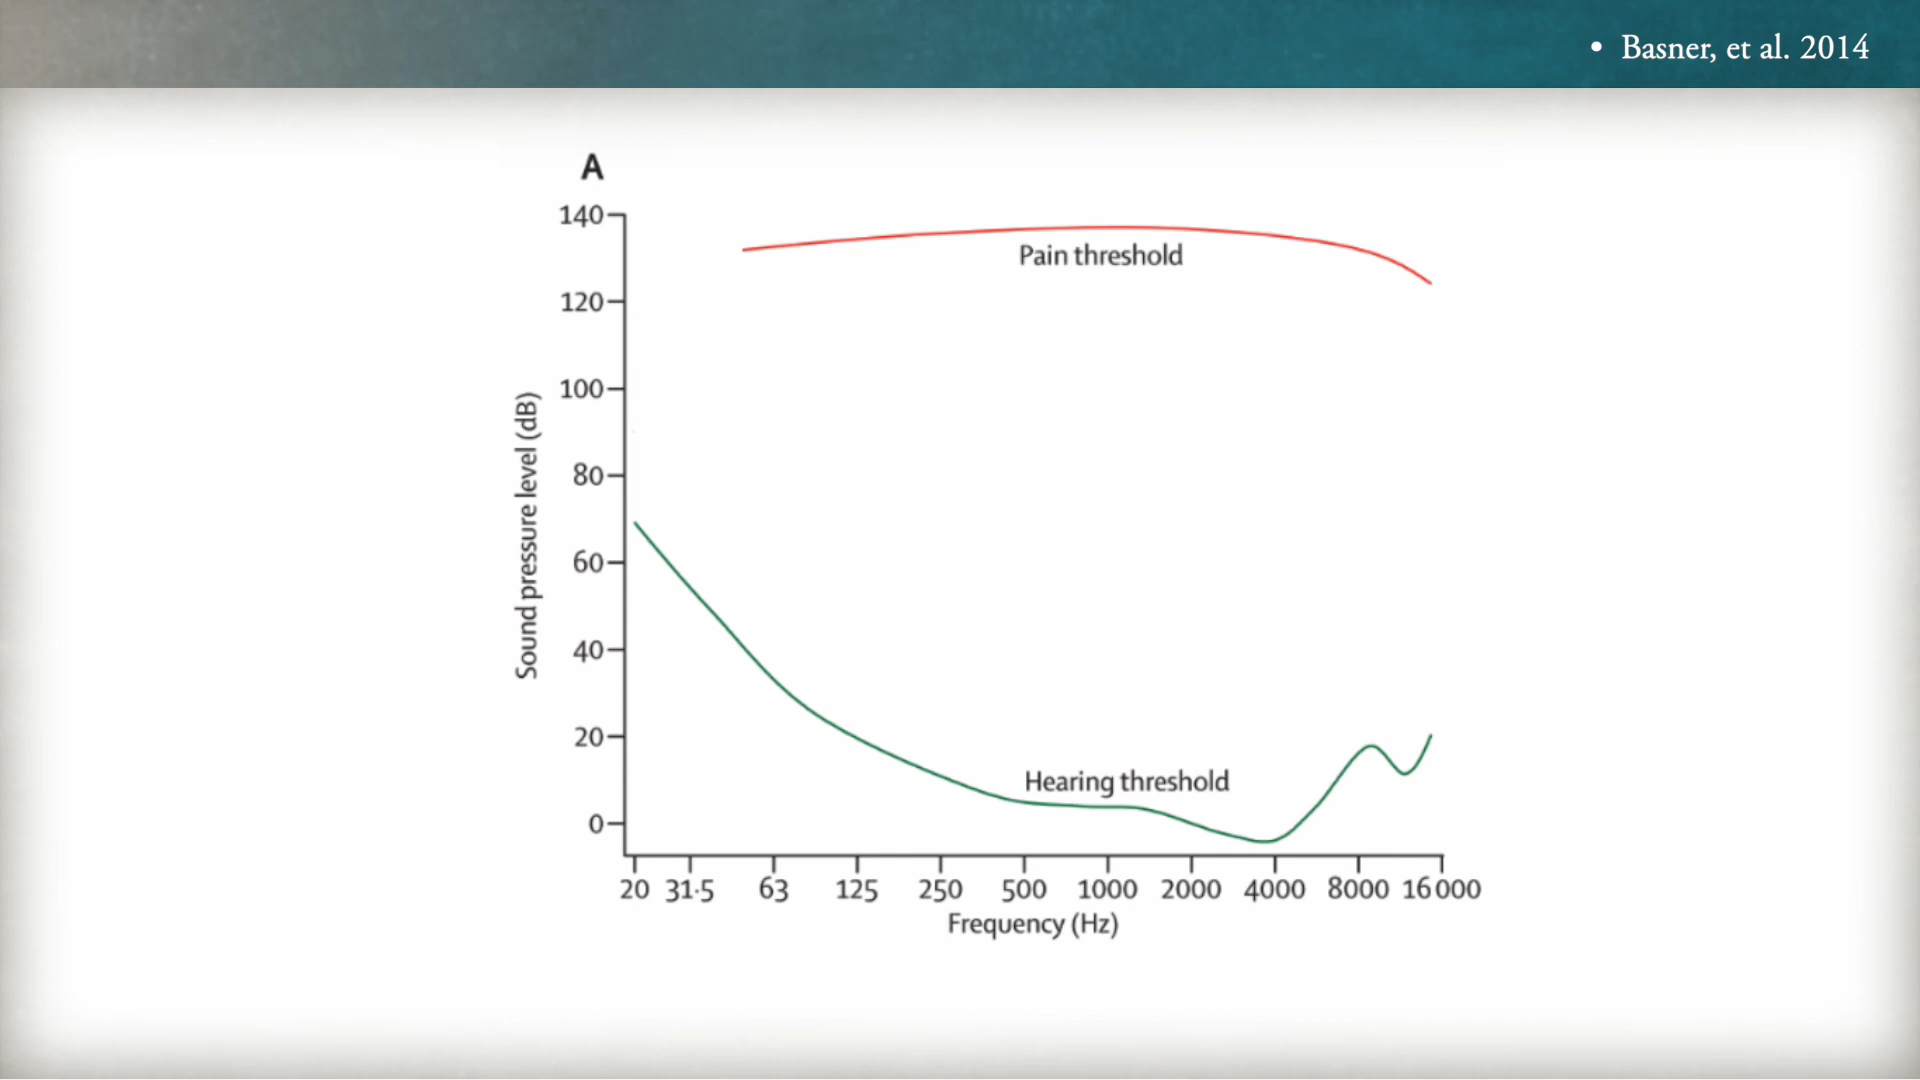 • Basner, et al. 2014
A
140
120
100
80
60
40
20
0
Sound pressure level (dB)
Pain threshold
Hearing threshold
20 31·5 63 125 250 500 1000 2000 4000 8000 16 000
Frequency (Hz)